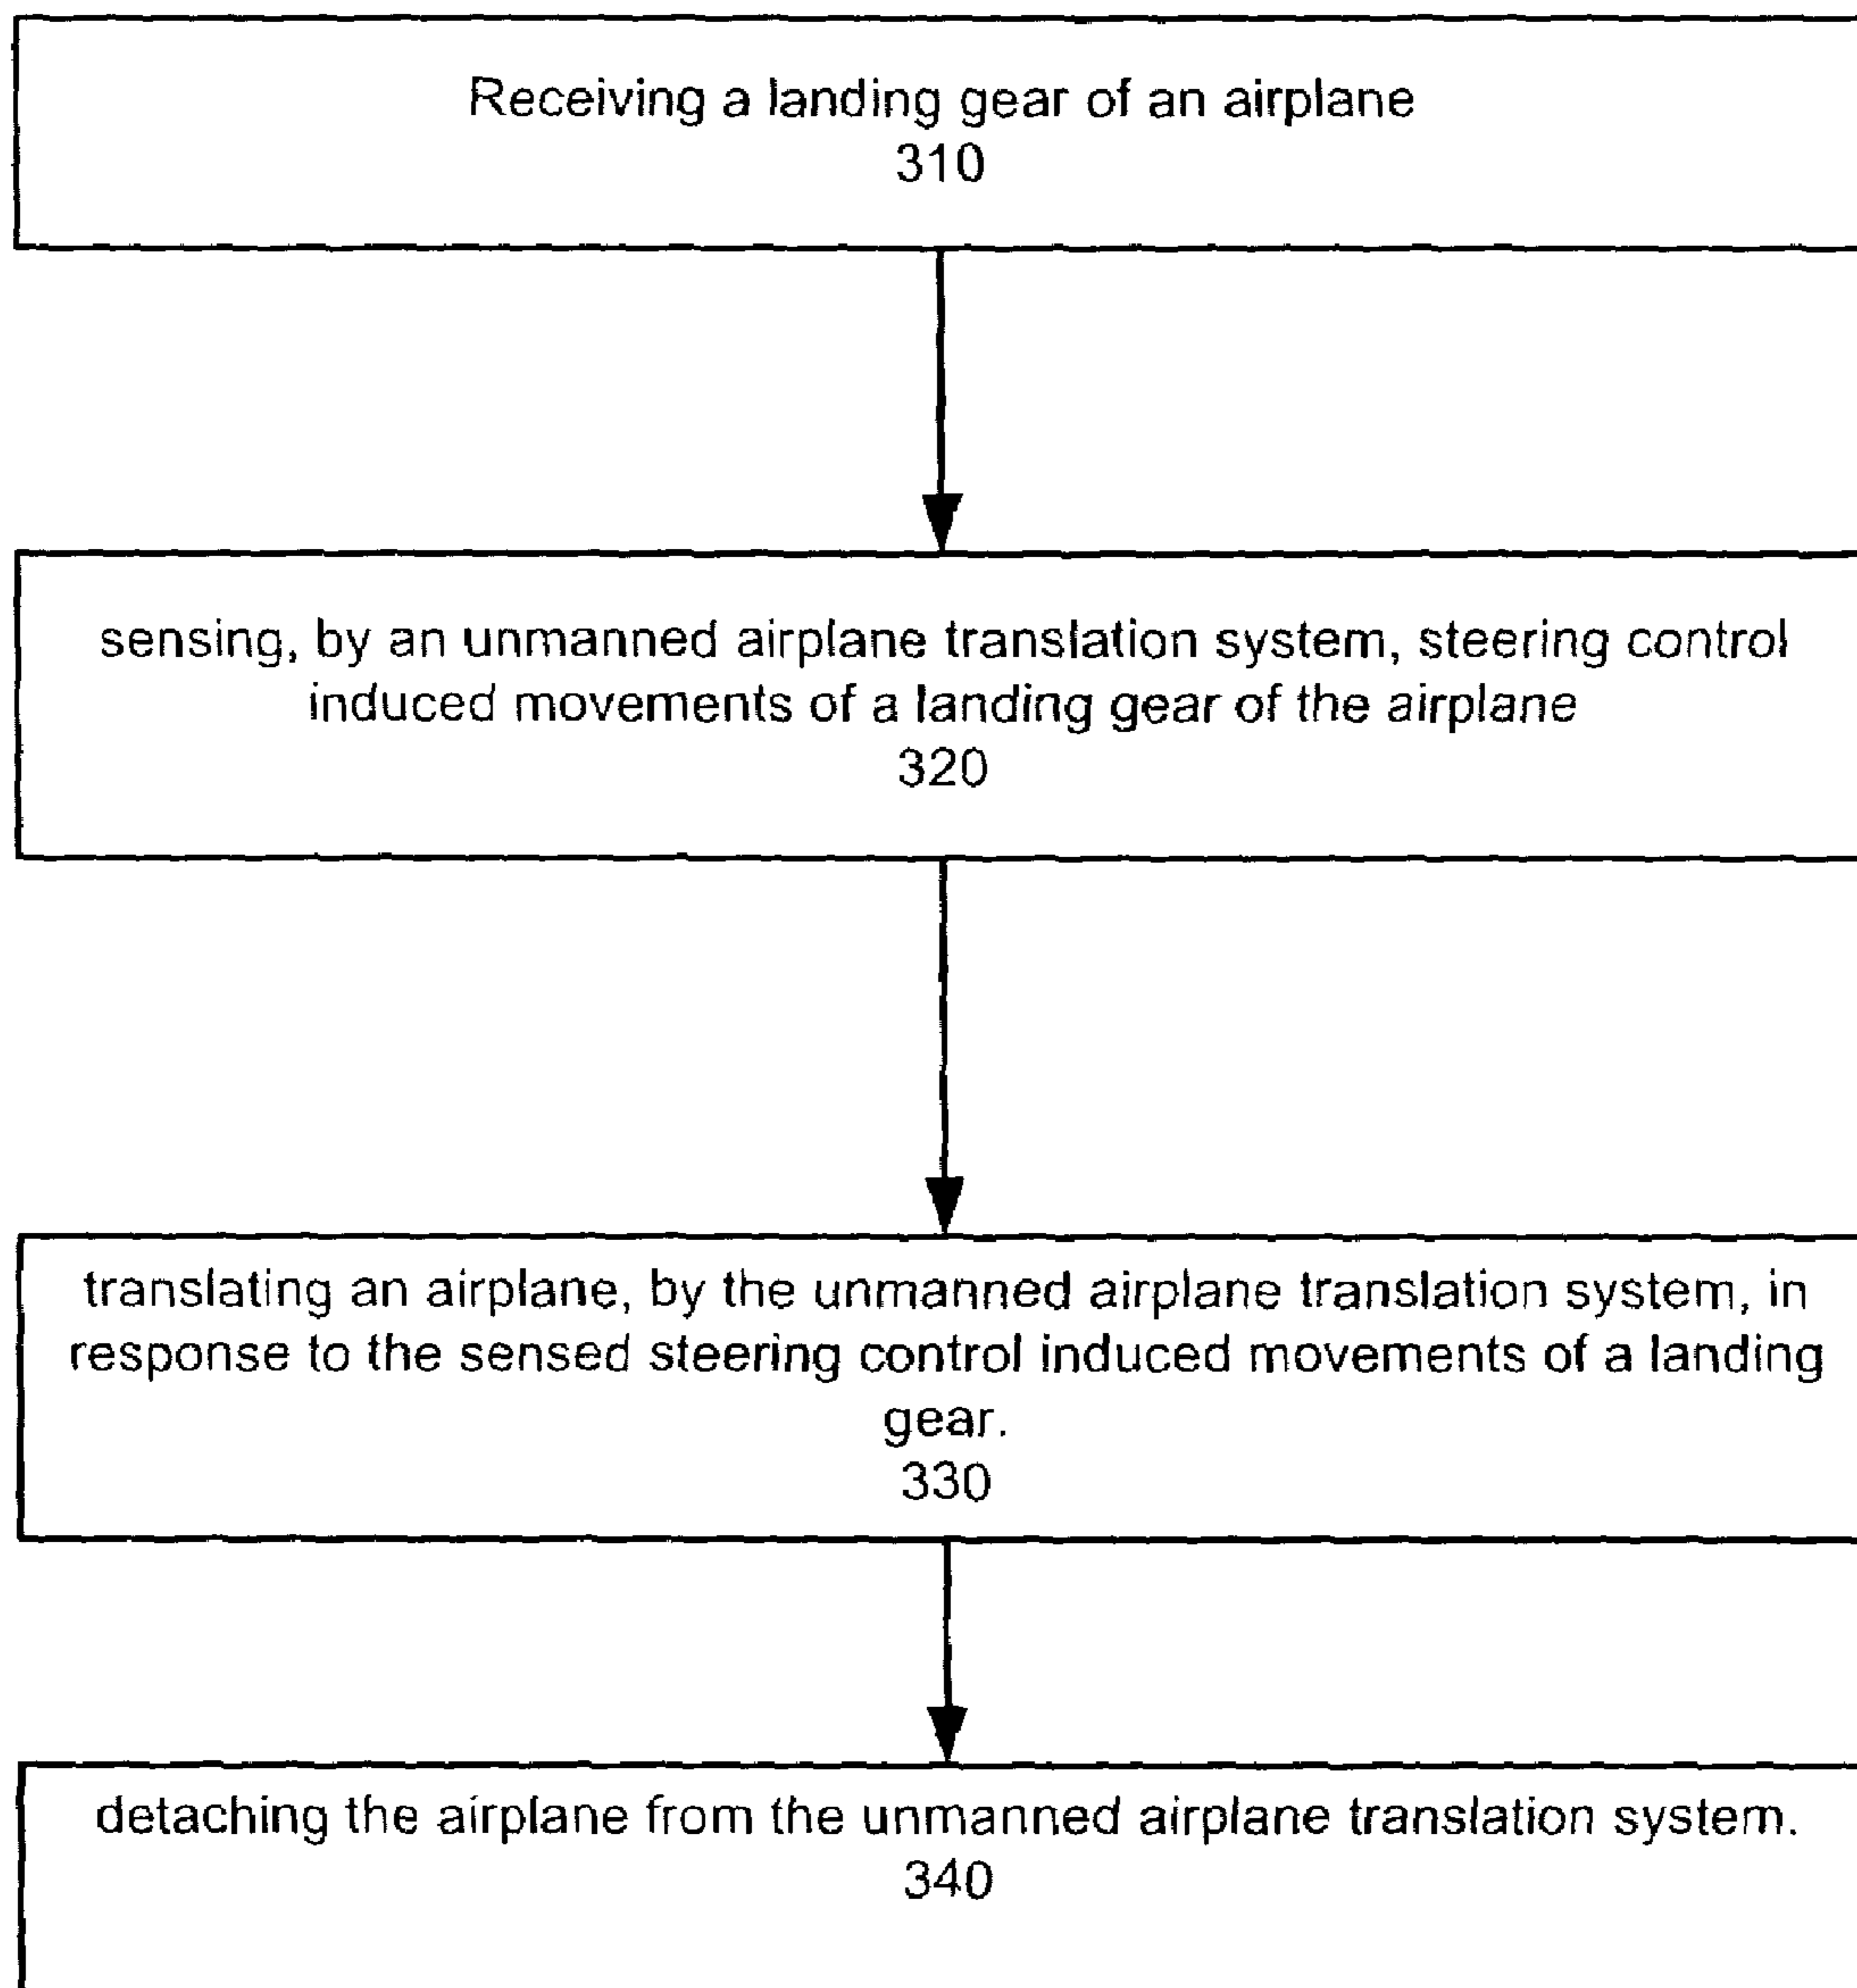 Receiving a landing gear of an airplane
310
sensing, by an unmanned airplane translation system, steering control
induced movements of a landing gear of the airplane
320
translating an airplane, by the unmanned airplane translation system, in
response to the sensed steering control induced movements of a landing
gear.
330
detaching the airplane from the unmanned airplane translation system.
340